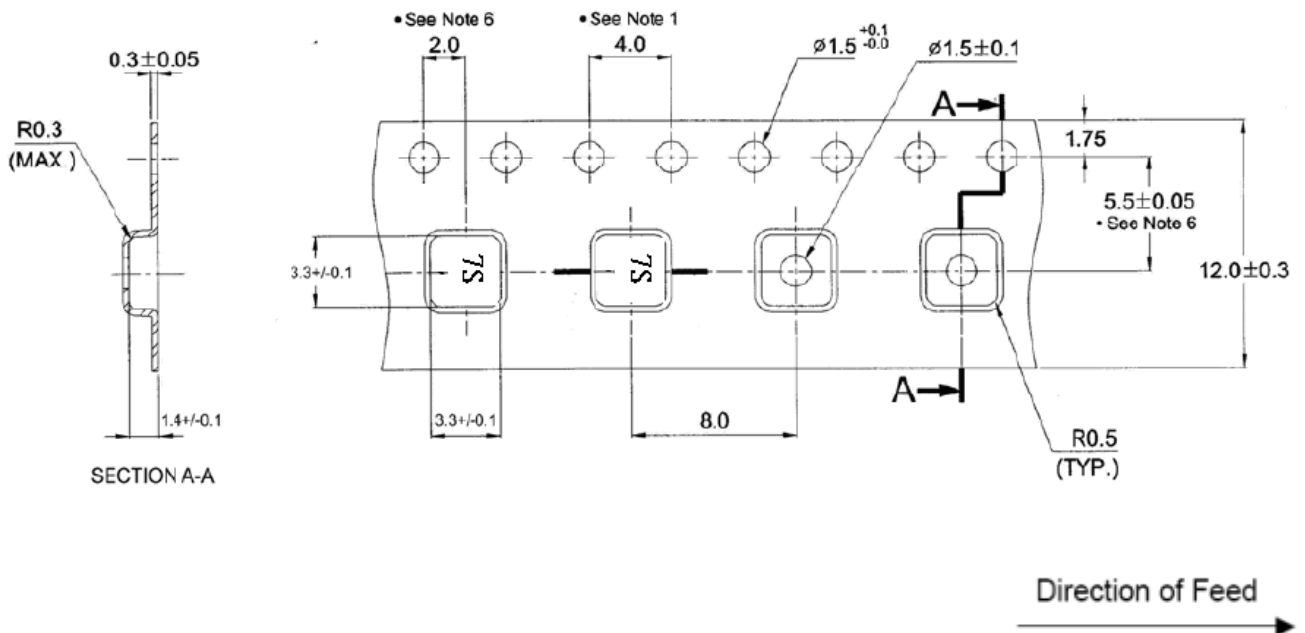 • See Note 6
2.0
• See Note 1
4.0
0.3±0.05
Ø1.5 +0.1 -0.0
Ø1.5±0.1
A
R0.3
(MAX.)
1.75
5.5±0.05
• See Note 6
12.0±0.3
3.3+/-0.1
7S
7S
A
1.4+/-0.1
3.3+/-0.1
8.0
R0.5
(TYP.)
SECTION A-A
Direction of Feed